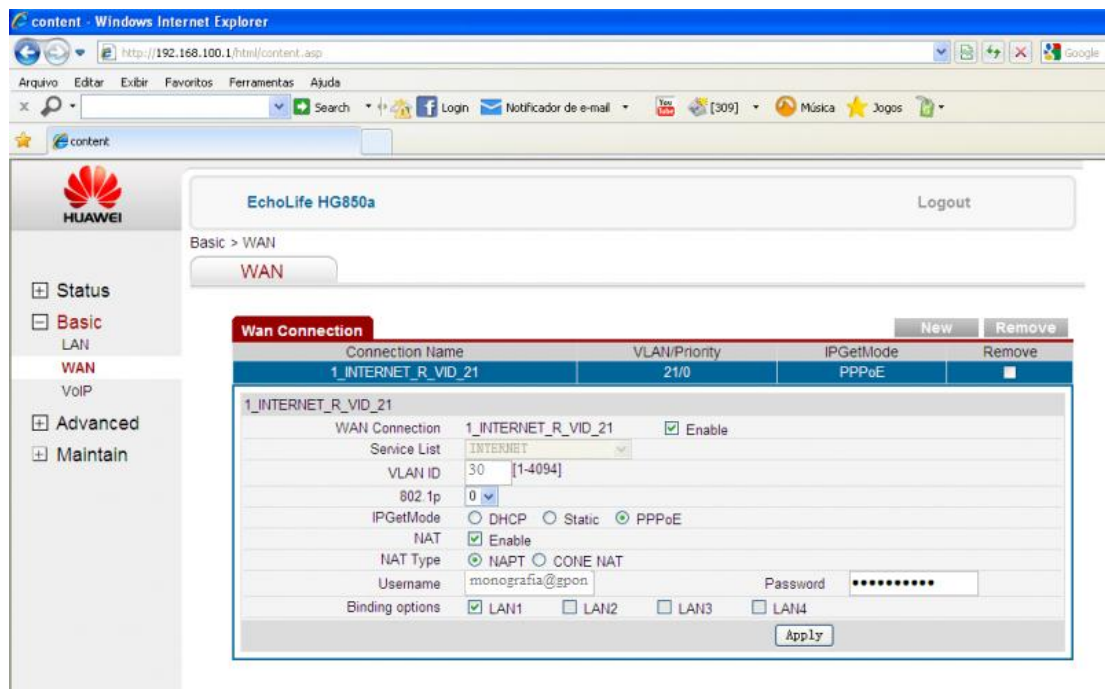 content - Windows Internet Explorer
http://192.168.100.1/html/content.asp Google
Arquivo Editar Exibir Favoritos Ferramentas Ajuda
Search Login Notificador de e-mail You Tube [309] Música Jogos
content
HUAWEI
EchoLife HG850a Logout
Basic > WAN
WAN
Status
Basic
LAN
WAN
VoIP
Advanced
Maintain
Wan Connection New Remove
Connection Name VLAN/Priority IPGetMode Remove
1_INTERNET_R_VID_21 21/0 PPPoE
1_INTERNET_R_VID_21
WAN Connection 1_INTERNET_R_VID_21 Enable
Service List INTERNET
VLAN ID 30 [1-4094]
802.1p 0
IPGetMode DHCP Static PPPoE
NAT Enable
NAT Type NAPT CONE NAT
Username monografia@gpon Password ••••••••••
Binding options LAN1 LAN2 LAN3 LAN4
Apply